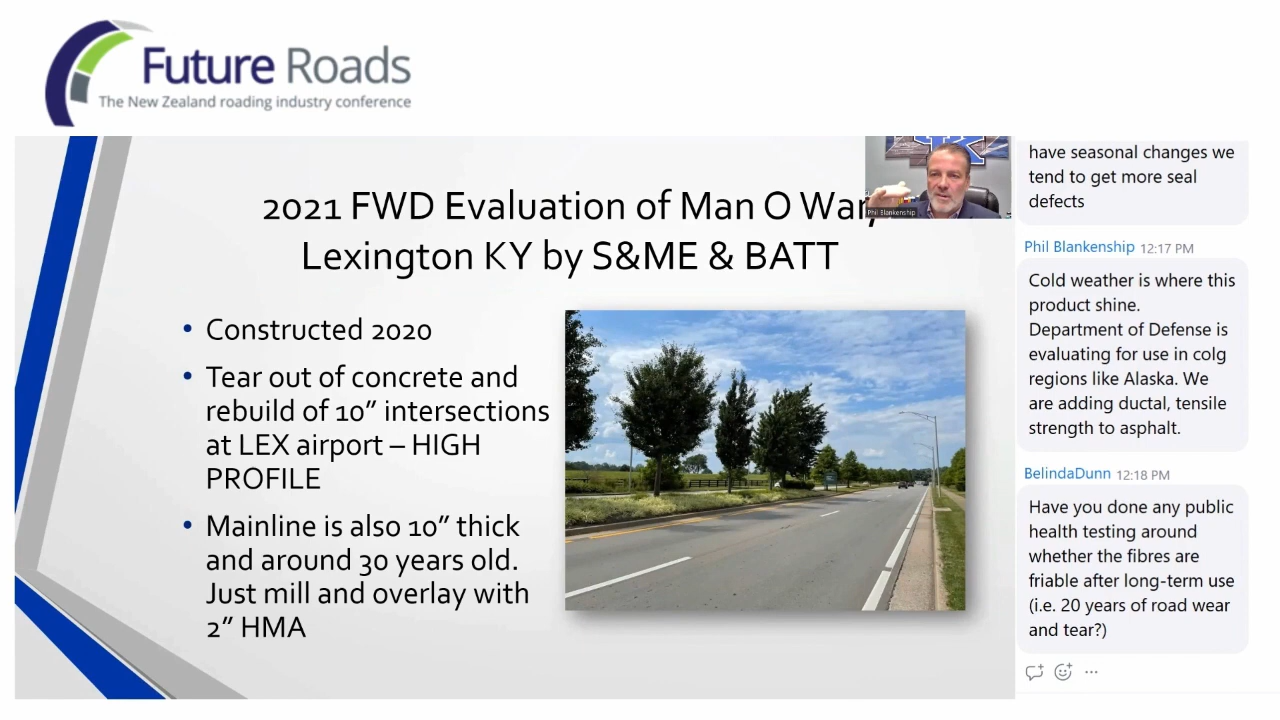 Future Roads
The New Zealand roading industry conference
2021 FWD Evaluation of Man O War,
Lexington KY by S&ME & BATT
• Constructed 2020
• Tear out of concrete and
rebuild of 10” intersections
at LEX airport – HIGH
PROFILE
• Mainline is also 10” thick
and around 30 years old.
Just mill and overlay with
2” HMA
Phil Blankenship
have seasonal changes we
tend to get more seal
defects
Phil Blankenship 12:17 PM
Cold weather is where this
product shine.
Department of Defense is
evaluating for use in colg
regions like Alaska. We
are adding ductal, tensile
strength to asphalt.
BelindaDunn 12:18 PM
Have you done any public
health testing around
whether the fibres are
friable after long-term use
(i.e. 20 years of road wear
and tear?)